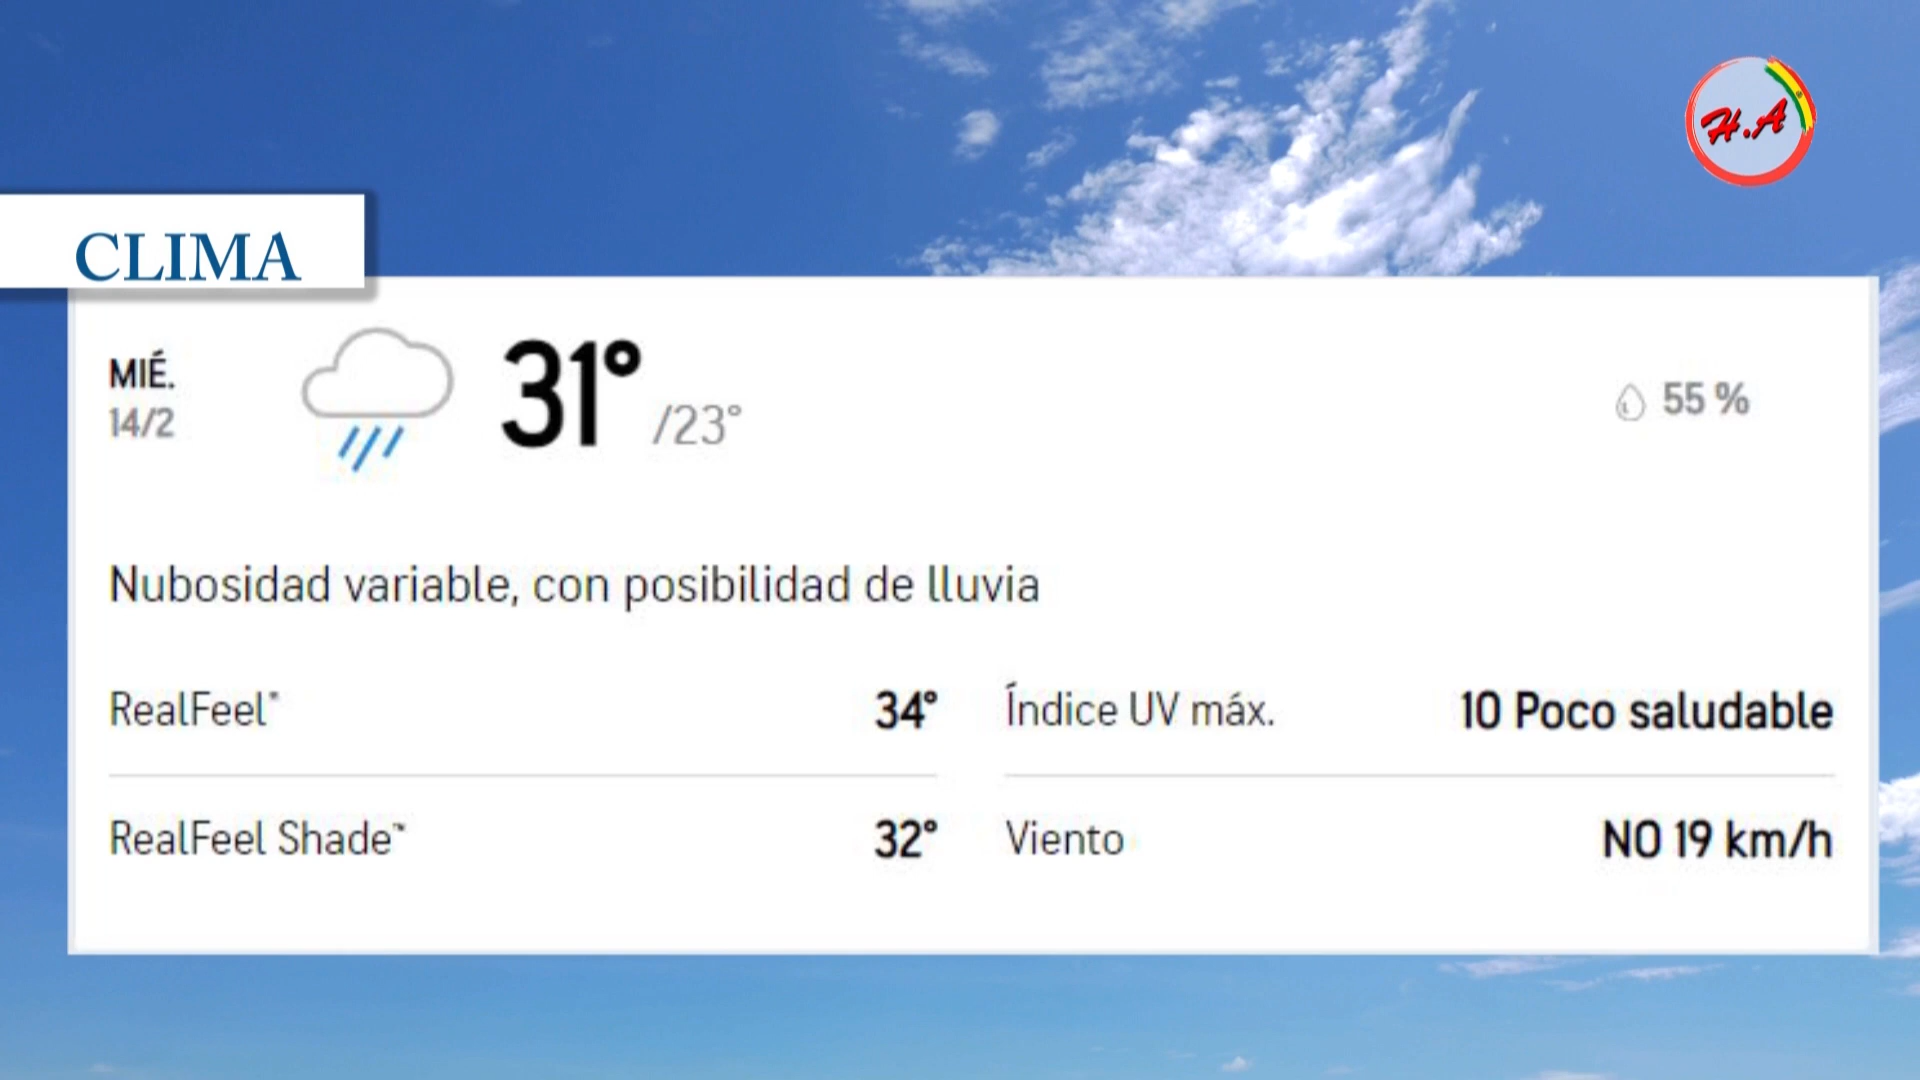 H.A
CLIMA
MIÉ.
14/2
31° /23°
55 %
Nubosidad variable, con posibilidad de lluvia
RealFeel® 34°
Índice UV máx. 10 Poco saludable
RealFeel Shade™ 32°
Viento NO 19 km/h